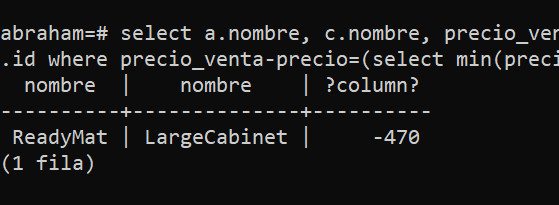 abraham=# select a.nombre, c.nombre, precio_ven
.id where precio_venta-precio=(select min(preci
nombre | nombre | ?column?
----------+--------------+----------
ReadyMat | LargeCabinet | -470
(1 fila)